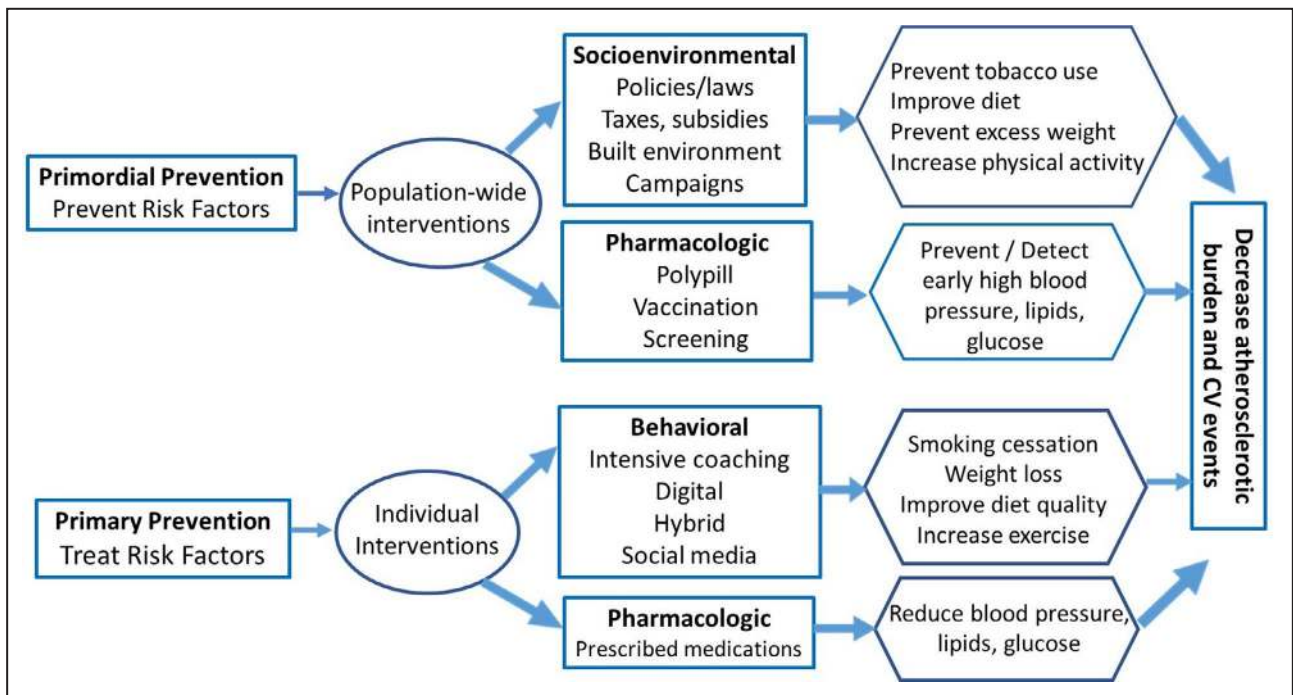 Primordial Prevention
Prevent Risk Factors
Population-wide
interventions
Socioenvironmental
Policies/laws
Taxes, subsidies
Built environment
Campaigns
Prevent tobacco use
Improve diet
Prevent excess weight
Increase physical activity
Pharmacologic
Polypill
Vaccination
Screening
Prevent / Detect
early high blood
pressure, lipids,
glucose
Primary Prevention
Treat Risk Factors
Individual
Interventions
Behavioral
Intensive coaching
Digital
Hybrid
Social media
Smoking cessation
Weight loss
Improve diet quality
Increase exercise
Pharmacologic
Prescribed medications
Reduce blood pressure,
lipids, glucose
Decrease atherosclerotic
burden and CV events